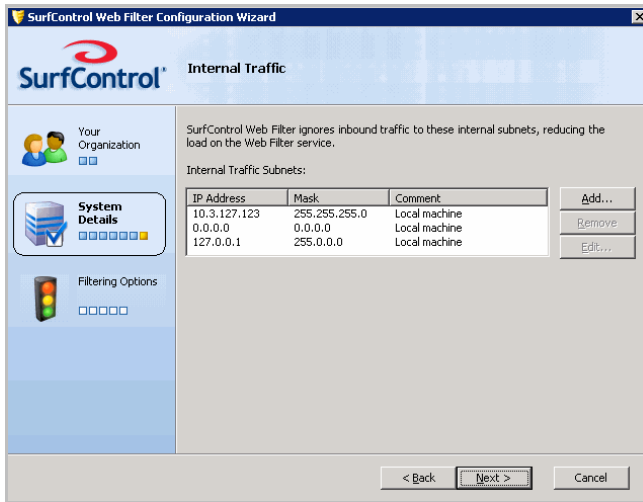 SurfControl Web Filter Configuration Wizard
SurfControl
Internal Traffic
Your
Organization
System
Details
Filtering Options
SurfControl Web Filter ignores inbound traffic to these internal subnets, reducing the
load on the Web Filter service.
Internal Traffic Subnets:
IP Address Mask Comment
10.3.127.123 255.255.255.0 Local machine
0.0.0.0 0.0.0.0 Local machine
127.0.0.1 255.0.0.0 Local machine
Add...
Remove
Edit...
< Back Next > Cancel